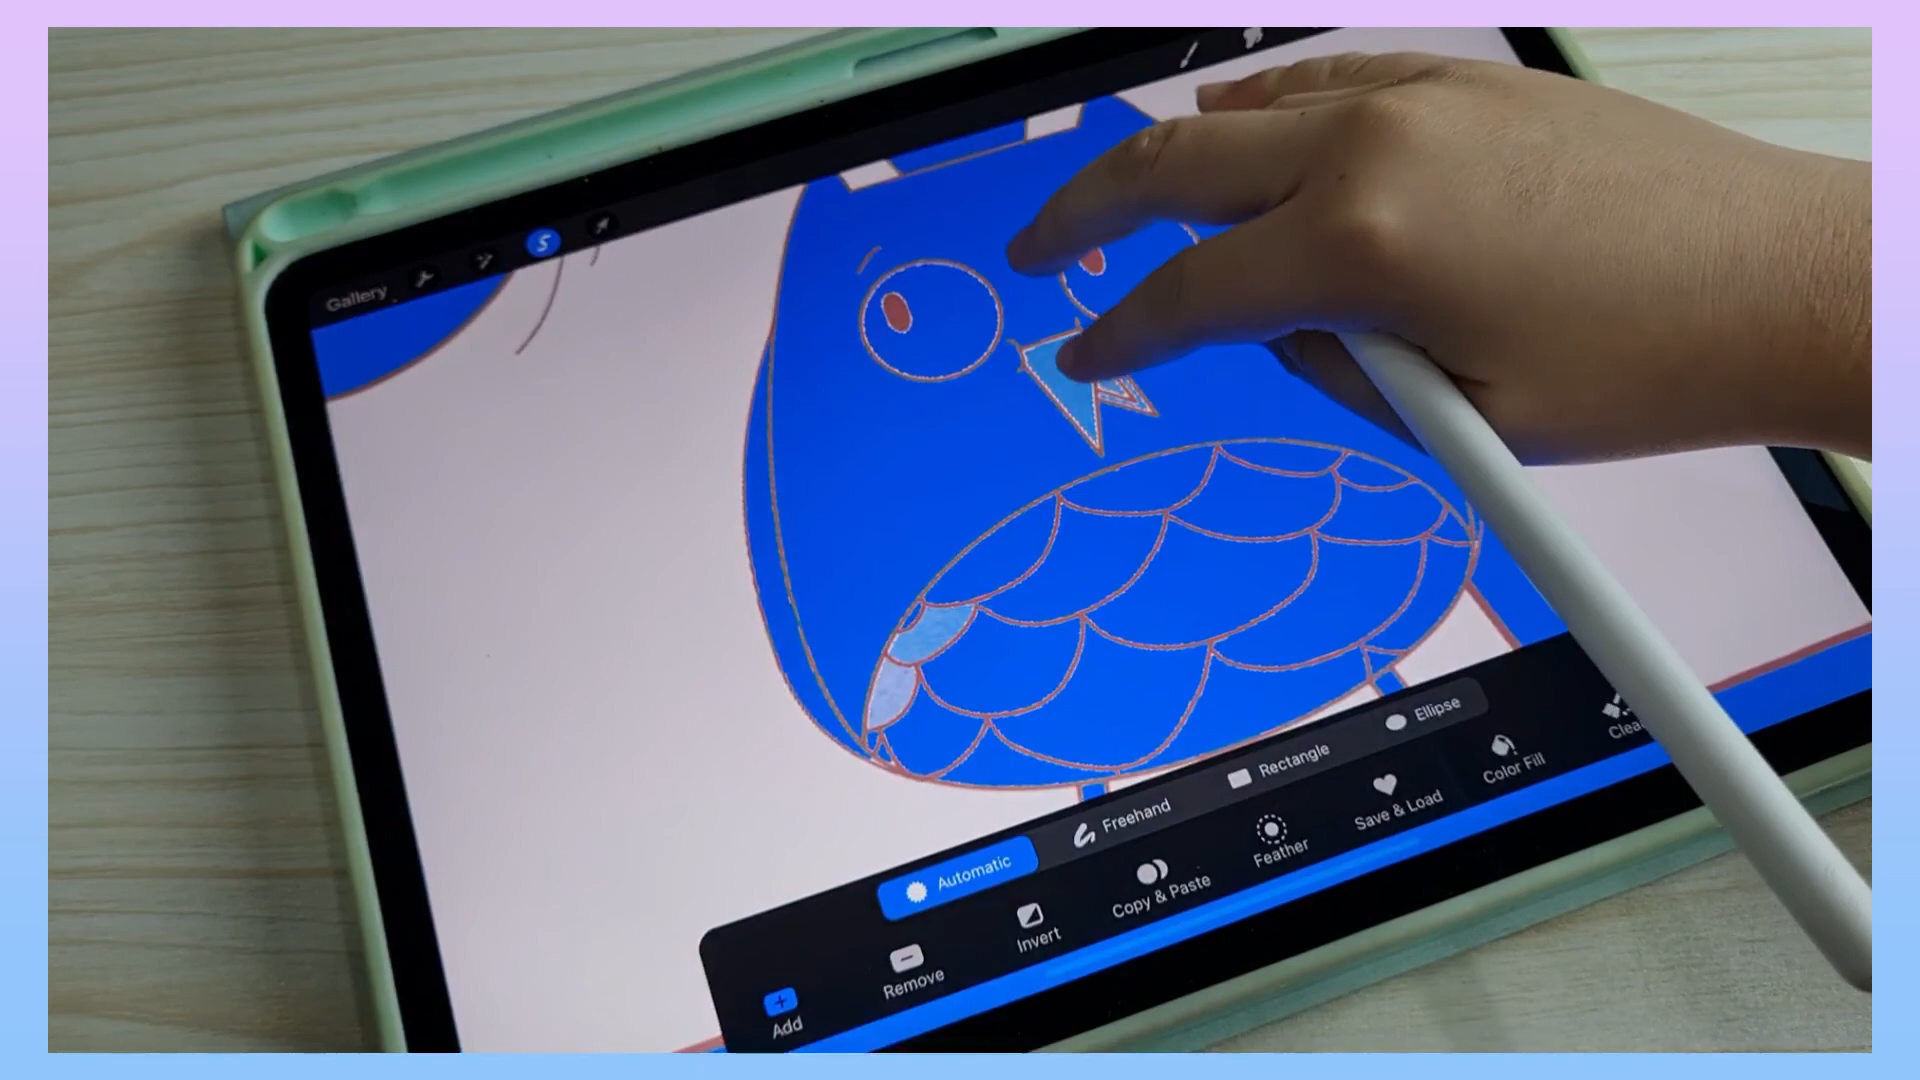 Gallery
S
Automatic
Freehand
Rectangle
Ellipse
Add
Remove
Invert
Copy & Paste
Feather
Save & Load
Color Fill